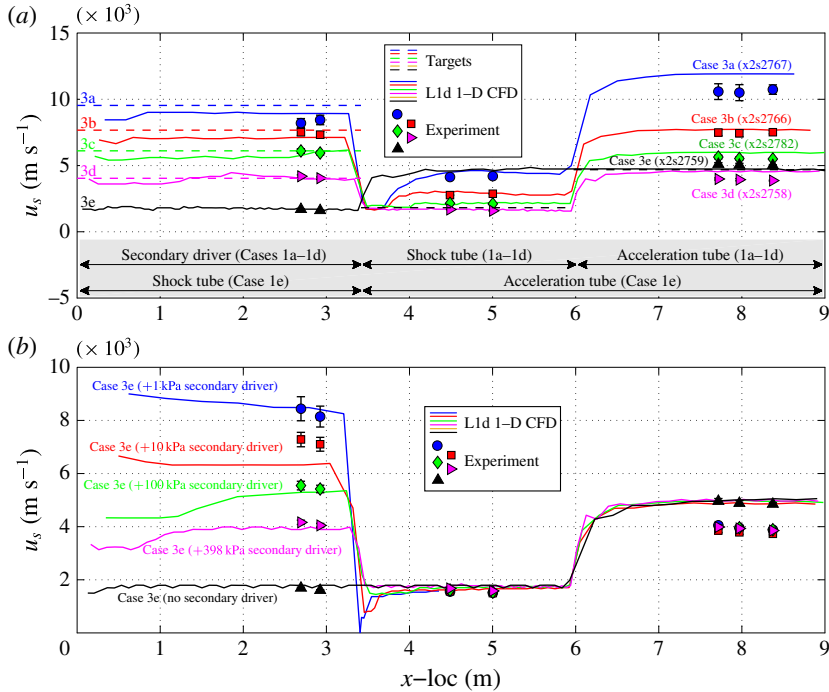 (a)
(× 10³)
15
10
5
0
−5
u_s (m s⁻¹)
3a
3b
3c
3d
3e
Targets
L1d 1–D CFD
Experiment
Case 3a (x2s2767)
Case 3b (x2s2766)
Case 3c (x2s2782)
Case 3e (x2s2759)
Case 3d (x2s2758)
Secondary driver (Cases 1a–1d)
Shock tube (1a–1d)
Acceleration tube (1a–1d)
Shock tube (Case 1e)
Acceleration tube (Case 1e)
0 1 2 3 4 5 6 7 8 9
(b)
(× 10³)
10
8
6
4
2
0
u_s (m s⁻¹)
Case 3e (+1 kPa secondary driver)
Case 3e (+10 kPa secondary driver)
Case 3e (+100 kPa secondary driver)
Case 3e (+398 kPa secondary driver)
Case 3e (no secondary driver)
L1d 1–D CFD
Experiment
0 1 2 3 4 5 6 7 8 9
x–loc (m)